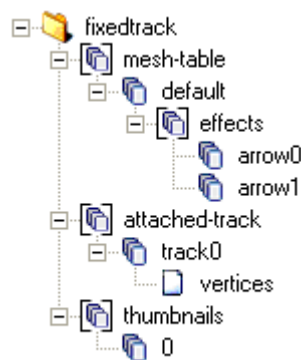 fixedtrack
mesh-table
default
effects
arrow0
arrow1
attached-track
track0
vertices
thumbnails
0